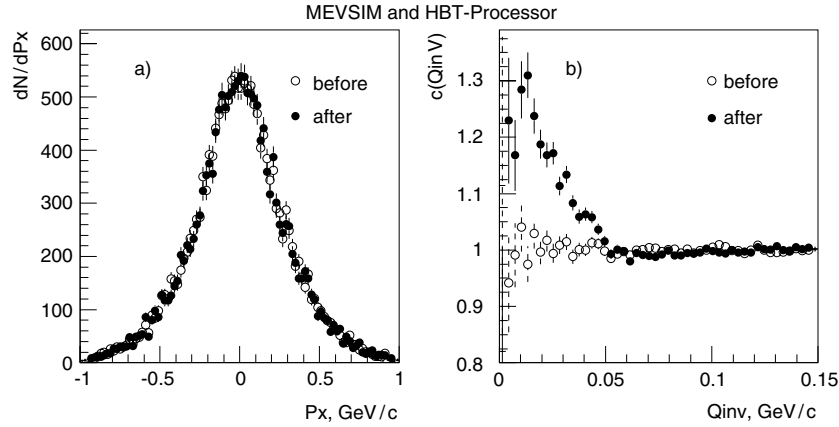 MEVSIM and HBT-Processor
dN/dPx
600
500
400
300
200
100
0
-1
-0.5
0
0.5
1
Px, GeV/c
a)
before
after
c(QinV)
1.3
1.2
1.1
1
0.9
0.8
0
0.05
0.1
0.15
Qinv, GeV/c
b)
before
after